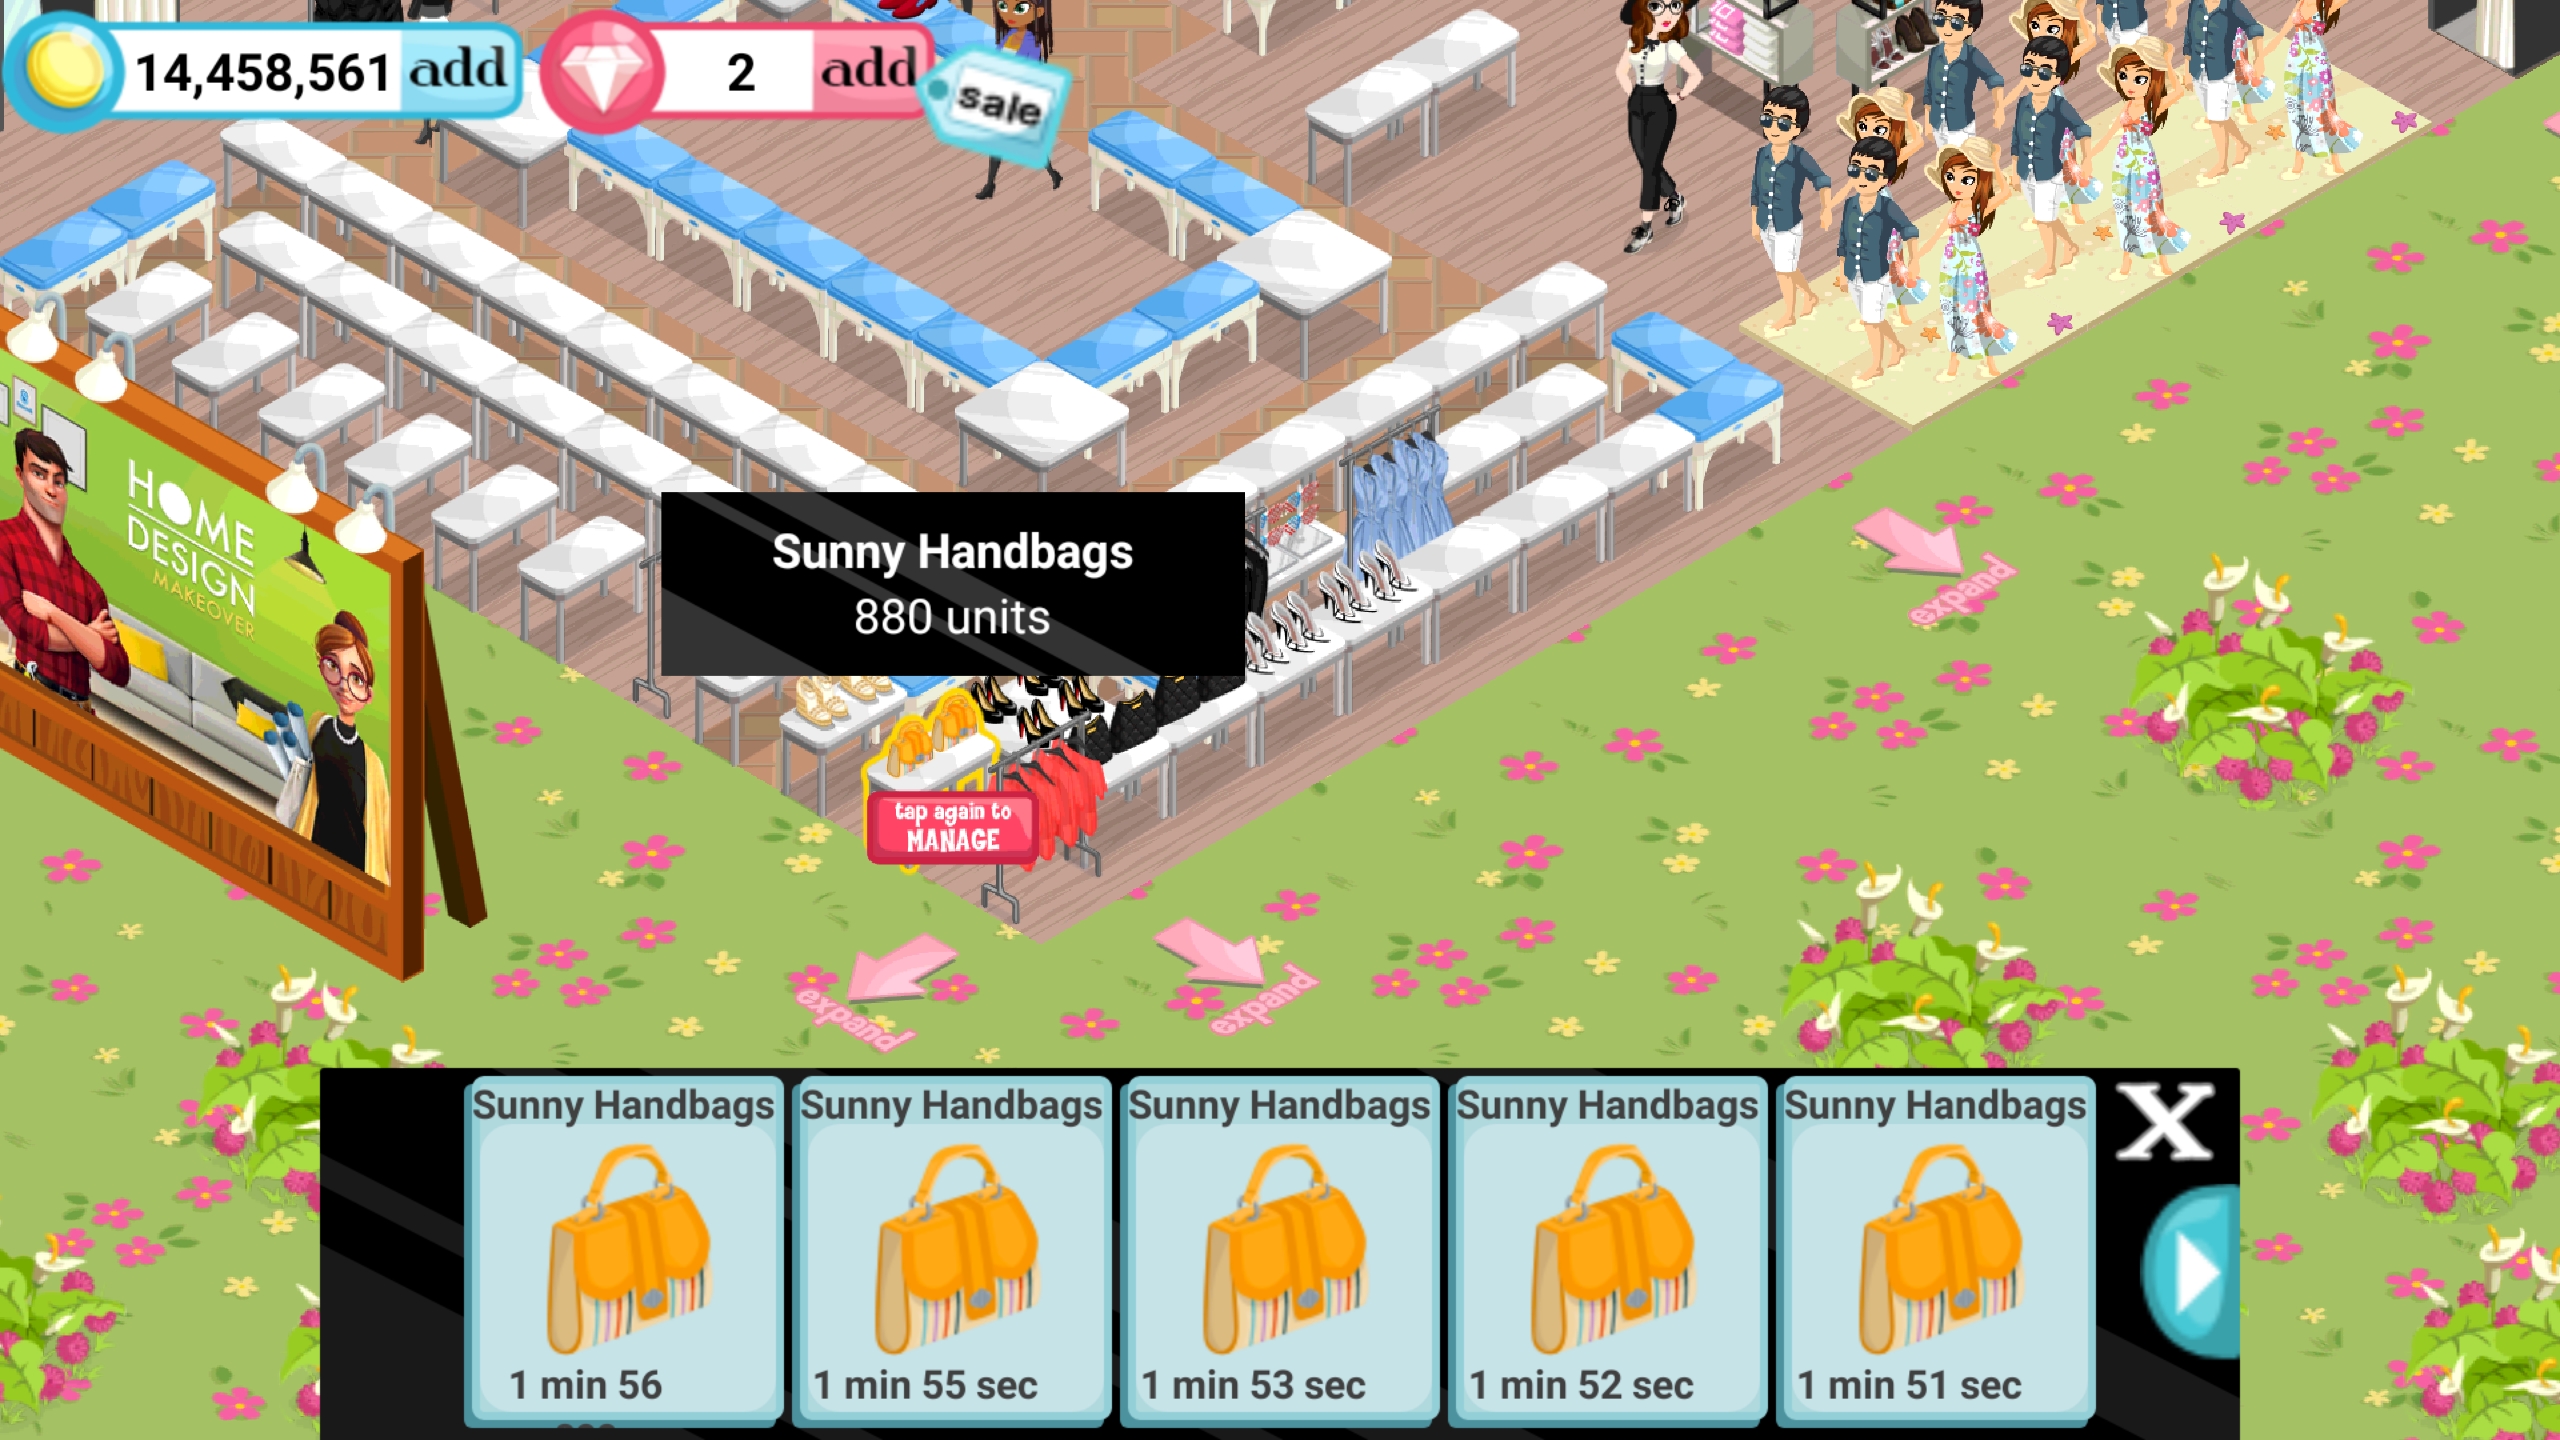 14,458,561 add
2 add
sale
HOME
DESIGN
MAKEOVER
Sunny Handbags
880 units
tap again to
MANAGE
expand
expand
expand
Sunny Handbags
1 min 56
Sunny Handbags
1 min 55 sec
Sunny Handbags
1 min 53 sec
Sunny Handbags
1 min 52 sec
Sunny Handbags
1 min 51 sec
X